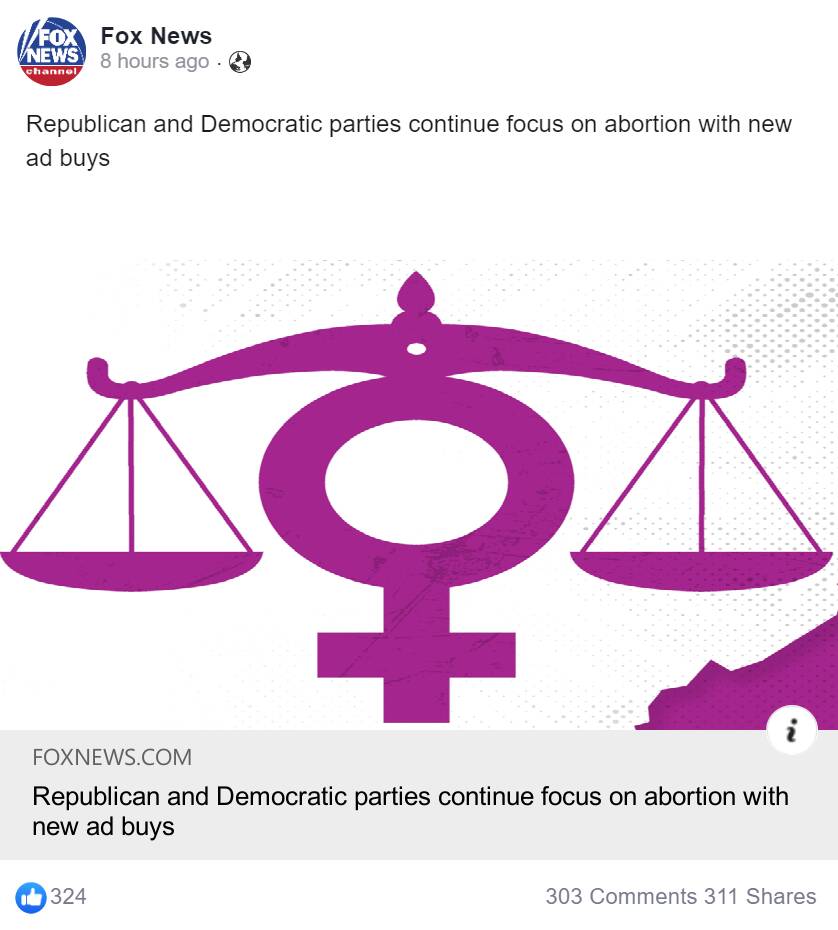 FOX
NEWS
channel
Fox News
8 hours ago ·
Republican and Democratic parties continue focus on abortion with new
ad buys
i
FOXNEWS.COM
Republican and Democratic parties continue focus on abortion with
new ad buys
324
303 Comments 311 Shares